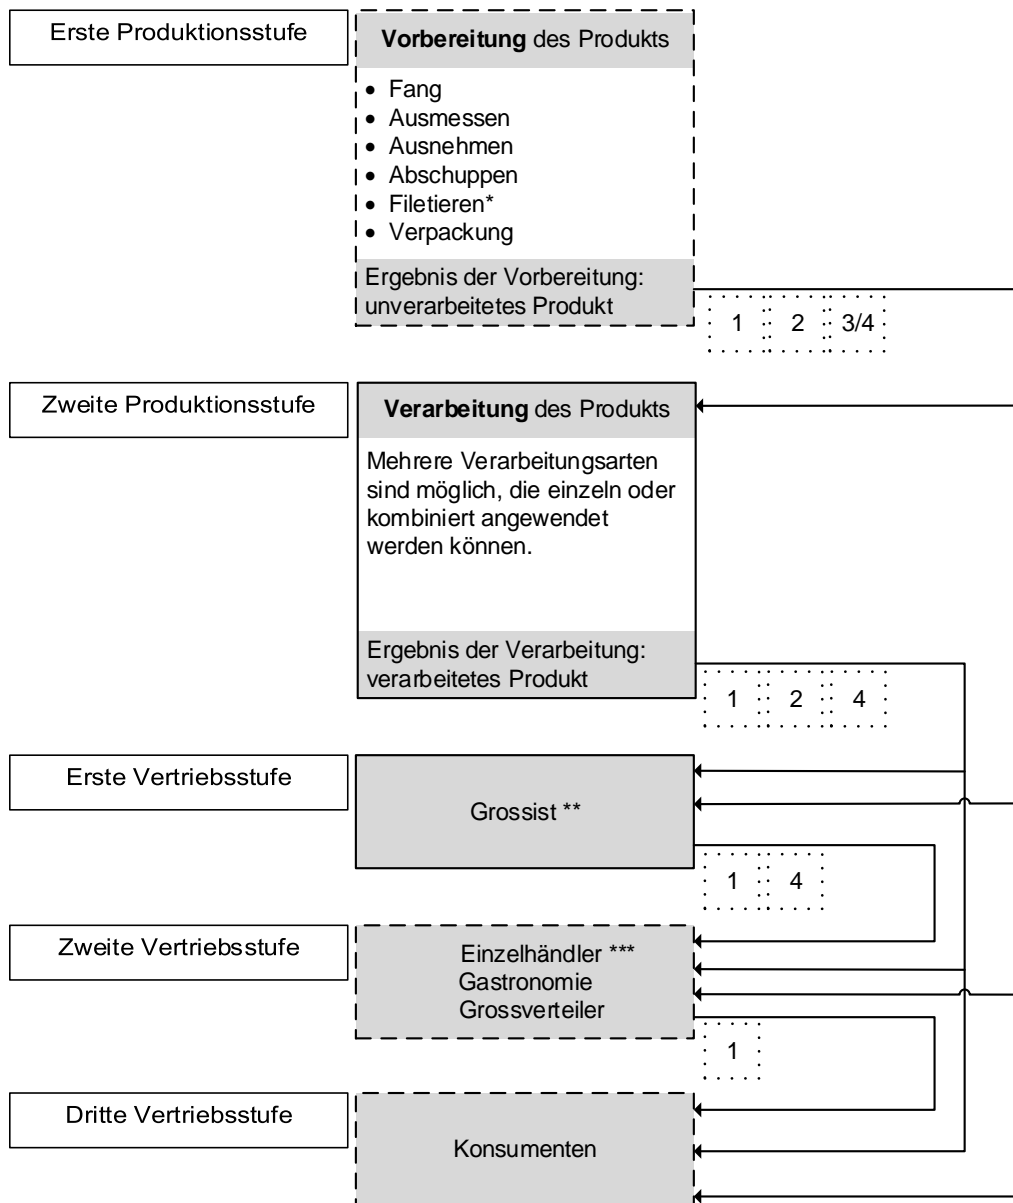 Erste Produktionsstufe
Vorbereitung des Produkts
• Fang
• Ausmessen
• Ausnehmen
• Abschuppen
• Filetieren*
• Verpackung
Ergebnis der Vorbereitung:
unverarbeitetes Produkt
1 2 3/4
Zweite Produktionsstufe
Verarbeitung des Produkts
Mehrere Verarbeitungsarten
sind möglich, die einzeln oder
kombiniert angewendet
werden können.
Ergebnis der Verarbeitung:
verarbeitetes Produkt
1 2 4
Erste Vertriebsstufe
Grossist **
1 4
Zweite Vertriebsstufe
Einzelhändler ***
Gastronomie
Grossverteiler
1
Dritte Vertriebsstufe
Konsumenten